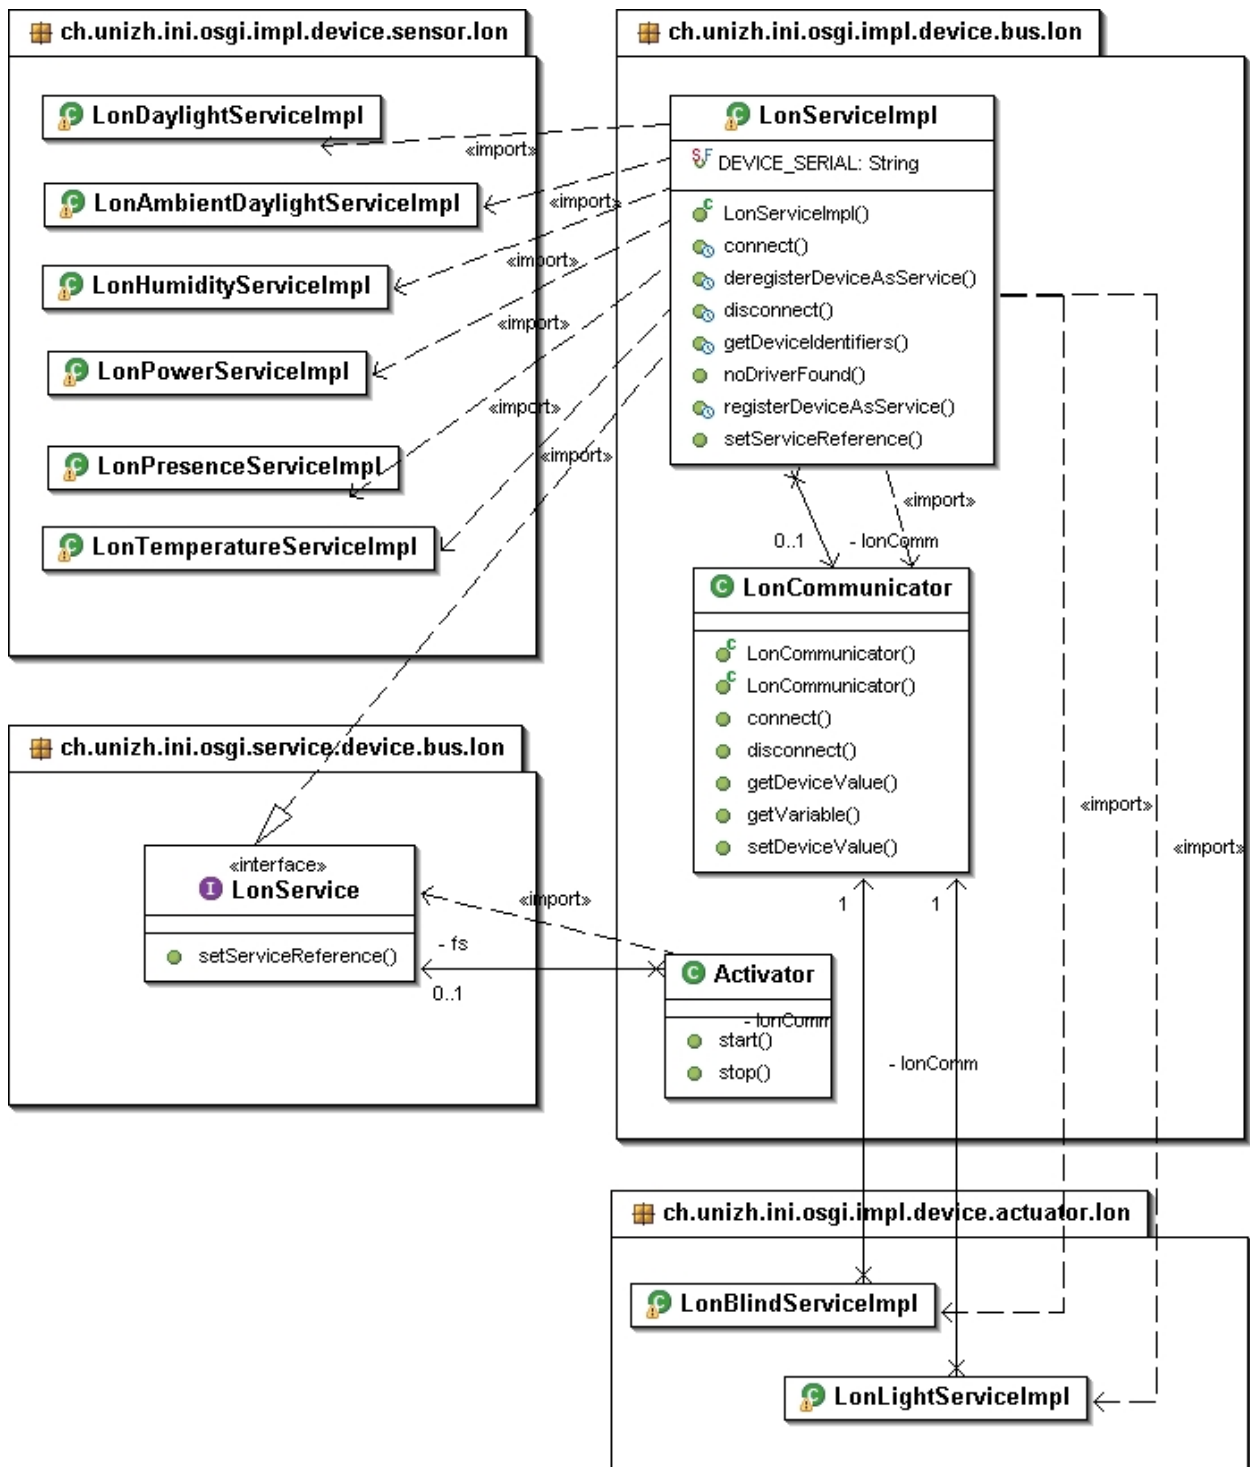 ch.unizh.ini.osgi.impl.device.sensor.lon
LonDaylightServiceImpl
LonAmbientDaylightServiceImpl
LonHumidityServiceImpl
LonPowerServiceImpl
LonPresenceServiceImpl
LonTemperatureServiceImpl
«import»
«import»
«import»
«import»
«import»
«import»
ch.unizh.ini.osgi.impl.device.bus.lon
LonServiceImpl
DEVICE_SERIAL: String
LonServiceImpl()
connect()
deregisterDeviceAsService()
disconnect()
getDeviceIdentifiers()
noDriverFound()
registerDeviceAsService()
setServiceReference()
«import»
0..1
- lonComm
LonCommunicator
LonCommunicator()
LonCommunicator()
connect()
disconnect()
getDeviceValue()
getVariable()
setDeviceValue()
«import»
«import»
1
1
ch.unizh.ini.osgi.service.device.bus.lon
«interface»
LonService
setServiceReference()
«import»
- fs
0..1
Activator
- lonComm
start()
stop()
- lonComm
ch.unizh.ini.osgi.impl.device.actuator.lon
LonBlindServiceImpl
LonLightServiceImpl